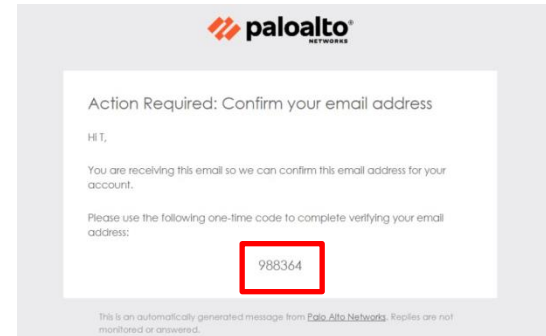 paloalto®
NETWORKS
Action Required: Confirm your email address
Hi T,
You are receiving this email so we can confirm this email address for your
account.
Please use the following one-time code to complete verifying your email
address:
988364
This is an automatically generated message from Palo Alto Networks. Replies are not
monitored or answered.